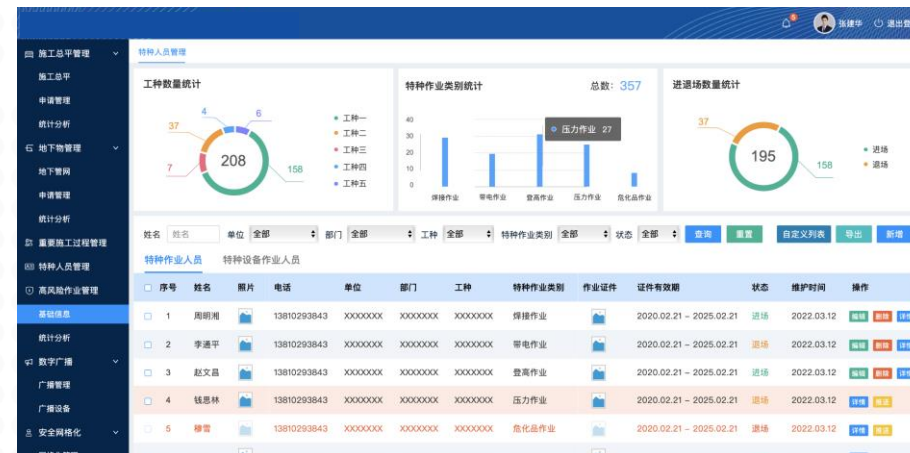 5
张建华
退出登
施工总平管理
施工总平
申请管理
统计分析
地下物管理
地下管网
申请管理
统计分析
重要施工过程管理
特种人员管理
高风险作业管理
基础信息
统计分析
数字广播
广播管理
广播设备
安全网格化
特种人员管理
工种数量统计
4
6
37
7
208
158
工种一
工种二
工种三
工种四
工种五
特种作业类别统计
总数: 357
40
30
20
10
0
压力作业 27
焊接作业 带电作业 登高作业 压力作业 危化品作业
进退场数量统计
37
195
158
进场
退场
姓名 姓名 单位 全部 部门 全部 工种 全部 特种作业类别 全部 状态 全部 查询 重置 自定义列表 导出 新增
特种作业人员 特种设备作业人员
序号 姓名 照片 电话 单位 部门 工种 特种作业类别 作业证件 证件有效期 状态 维护时间 操作
1 周明湘 13810293843 XXXXXXX XXXXXXX XXXXXXX 焊接作业 2020.02.21 – 2025.02.21 进场 2022.03.12 编辑 删除 详情
2 李通平 13810293843 XXXXXXX XXXXXXX XXXXXXX 带电作业 2020.02.21 – 2025.02.21 退场 2022.03.12 编辑 删除 详情
3 赵文昌 13810293843 XXXXXXX XXXXXXX XXXXXXX 登高作业 2020.02.21 – 2025.02.21 进场 2022.03.12 编辑 删除 详情
4 钱思林 13810293843 XXXXXXX XXXXXXX XXXXXXX 压力作业 2020.02.21 – 2025.02.21 退场 2022.03.12 详情
5 穆雪 13810293843 XXXXXXX XXXXXXX XXXXXXX 危化品作业 2020.02.21 – 2025.02.21 退场 2022.03.12 详情